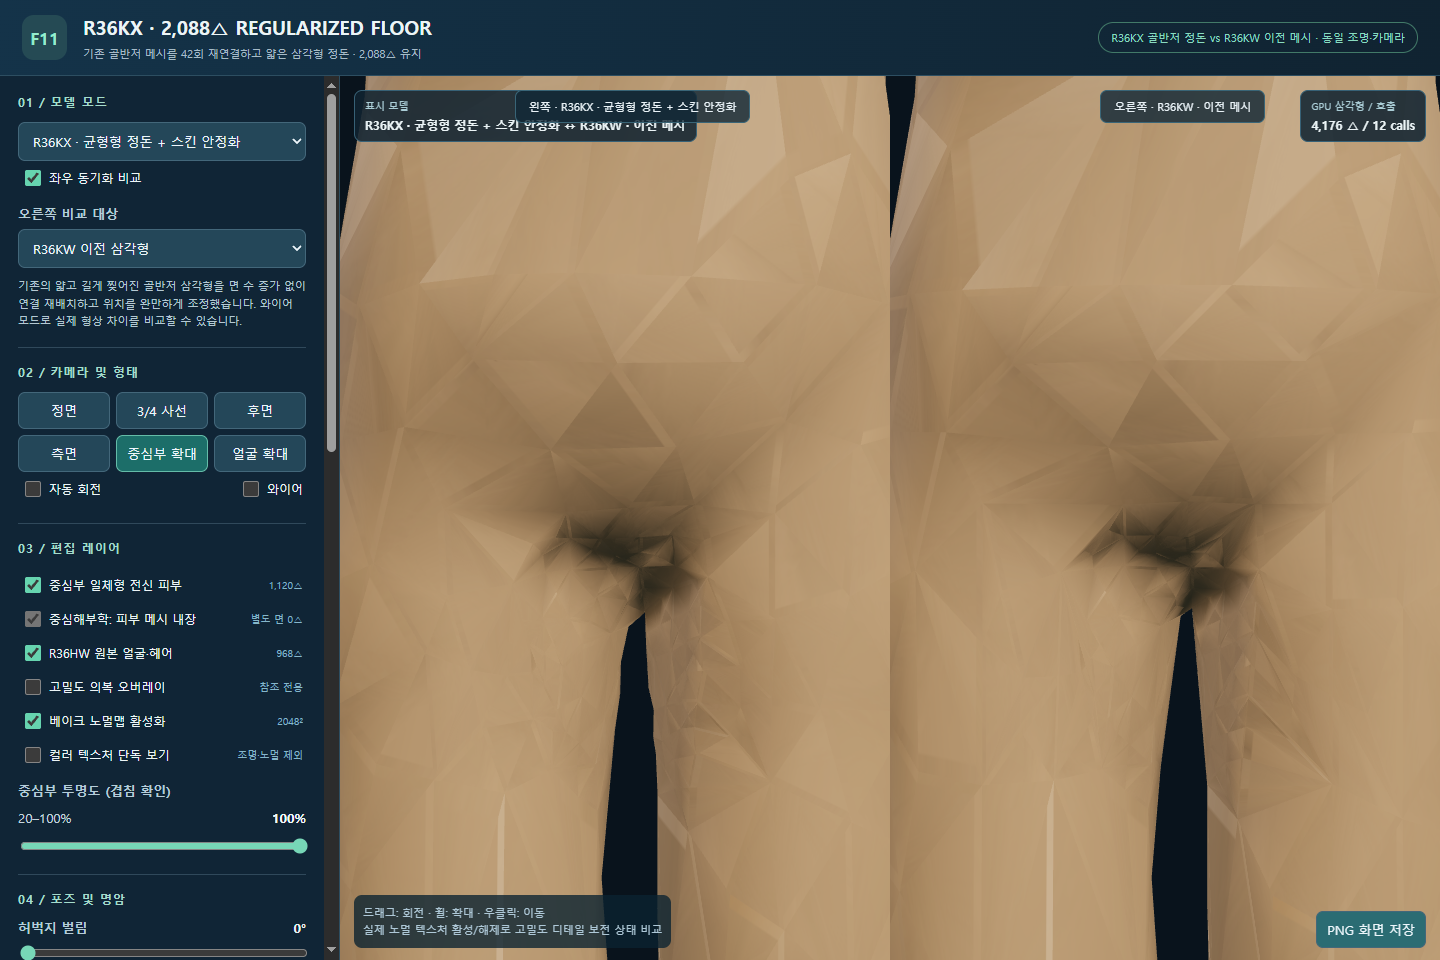 F11
R36KX · 2,088△ REGULARIZED FLOOR
기존 골반저 메시를 42회 재연결하고 얇은 삼각형 정돈 · 2,088△ 유지
R36KX 골반저 정돈 vs R36KW 이전 메시 · 동일 조명·카메라
01 / 모델 모드
R36KX · 균형형 정돈 + 스킨 안정화
좌우 동기화 비교
오른쪽 비교 대상
R36KW 이전 삼각형
기존의 얇고 길게 찢어진 골반저 삼각형을 면 수 증가 없이
연결 재배치하고 위치를 완만하게 조정했습니다. 와이어
모드로 실제 형상 차이를 비교할 수 있습니다.
02 / 카메라 및 형태
정면
3/4 사선
후면
측면
중심부 확대
얼굴 확대
자동 회전
와이어
03 / 편집 레이어
중심부 일체형 전신 피부
1,120△
중심해부학: 피부 메시 내장
별도 면 0△
R36HW 원본 얼굴·헤어
968△
고밀도 의복 오버레이
참조 전용
베이크 노멀맵 활성화
2048²
컬러 텍스처 단독 보기
조명·노멀 제외
중심부 투명도 (겹침 확인)
20–100%
100%
04 / 포즈 및 명암
허벅지 벌림
0°
표시 모델
R36KX · 균형형 정돈 + 스킨 안정화 ↔ R36KW · 이전 메시
왼쪽 · R36KX · 균형형 정돈 + 스킨 안정화
오른쪽 · R36KW · 이전 메시
GPU 삼각형 / 호출
4,176 △ / 12 calls
드래그: 회전 · 휠: 확대 · 우클릭: 이동
실제 노멀 텍스처 활성/해제로 고밀도 디테일 보전 상태 비교
PNG 화면 저장